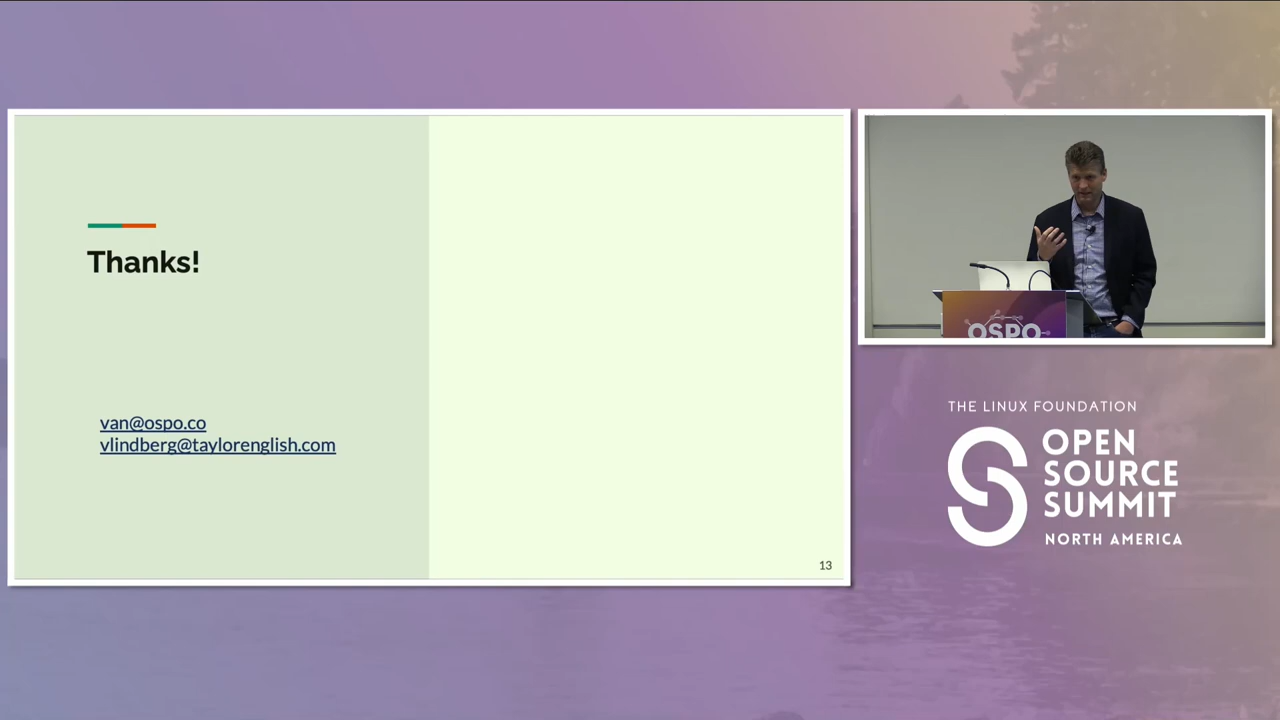 Thanks!
van@ospo.co
vlindberg@taylorenglish.com
13
OSPO
THE LINUX FOUNDATION
OPEN
SOURCE
SUMMIT
NORTH AMERICA